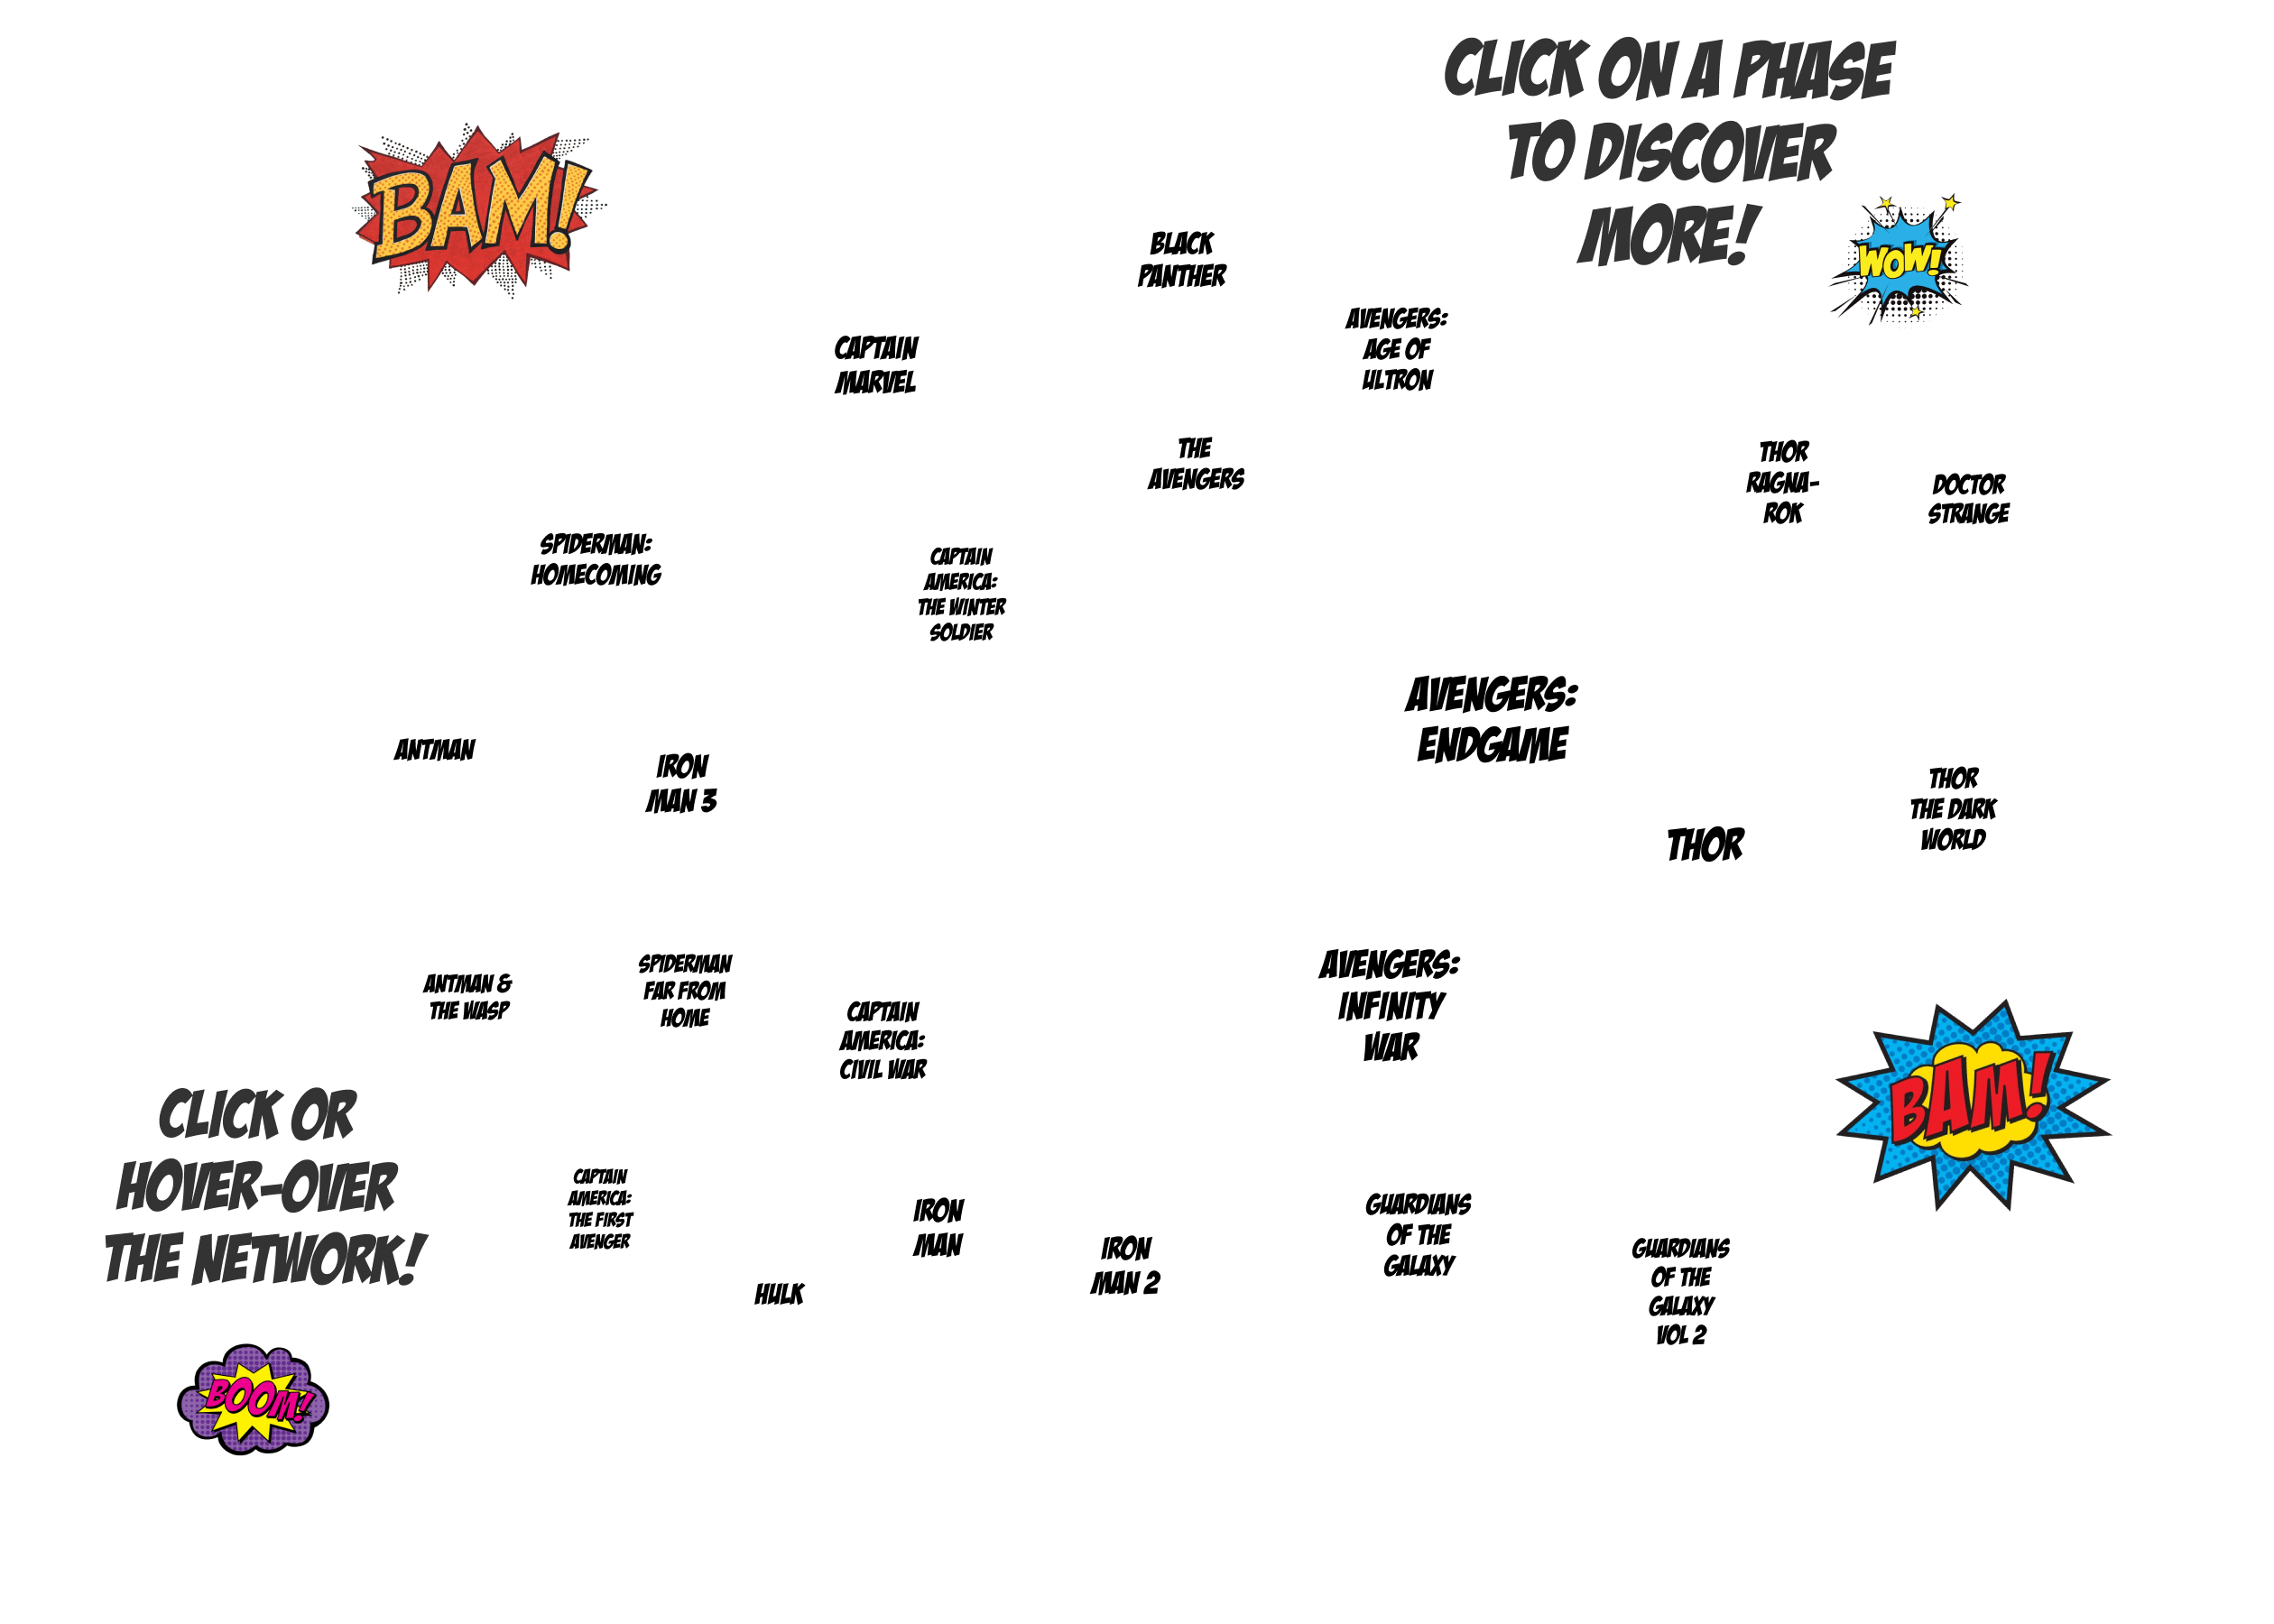 CLICK ON A PHASE
TO DISCOVER
MORE!
BAM!
WOW!
BLACK
PANTHER
AVENGERS:
AGE OF
ULTRON
CAPTAIN
MARVEL
THE
AVENGERS
THOR
RAGNA-
ROK
DOCTOR
STRANGE
SPIDERMAN:
HOMECOMING
CAPTAIN
AMERICA:
THE WINTER
SOLDIER
AVENGERS:
ENDGAME
ANTMAN
IRON
MAN 3
THOR
THE DARK
WORLD
THOR
ANTMAN &
THE WASP
SPIDERMAN
FAR FROM
HOME
CAPTAIN
AMERICA:
CIVIL WAR
AVENGERS:
INFINITY
WAR
BAM!
CLICK OR
HOVER-OVER
THE NETWORK!
CAPTAIN
AMERICA:
THE FIRST
AVENGER
HULK
IRON
MAN
IRON
MAN 2
GUARDIANS
OF THE
GALAXY
GUARDIANS
OF THE
GALAXY
VOL 2
BOOM!